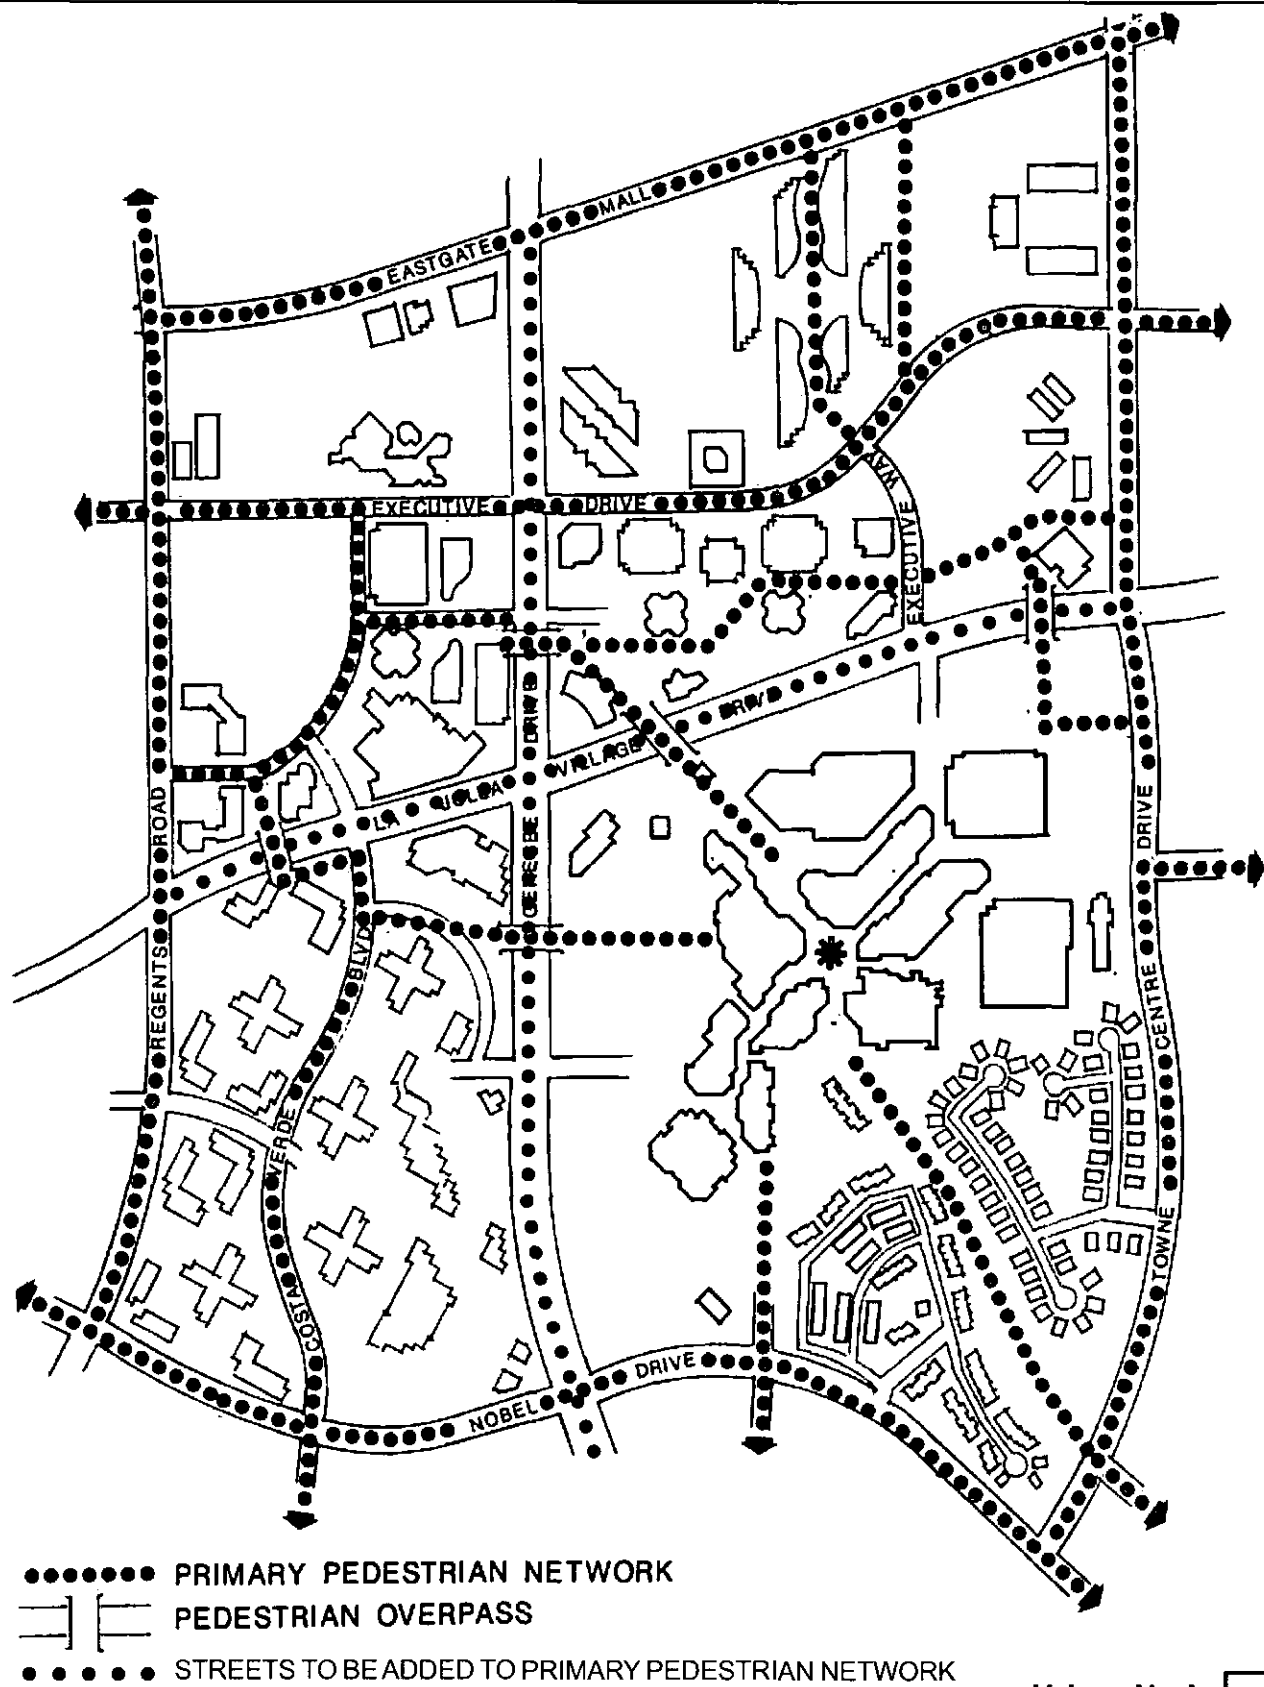 MALL
EASTGATE
EXECUTIVE
DRIVE
EXECUTIVE WAY
DRIVE
DRIVE
VILLAGE
LA JOLLA
ROAD
DRIVE
GENESEE
BLVD
REGENTS
CENTRE
VERDE
TOWNE
COSTA
DRIVE
NOBEL
PRIMARY PEDESTRIAN NETWORK
PEDESTRIAN OVERPASS
STREETS TO BE ADDED TO PRIMARY PEDESTRIAN NETWORK